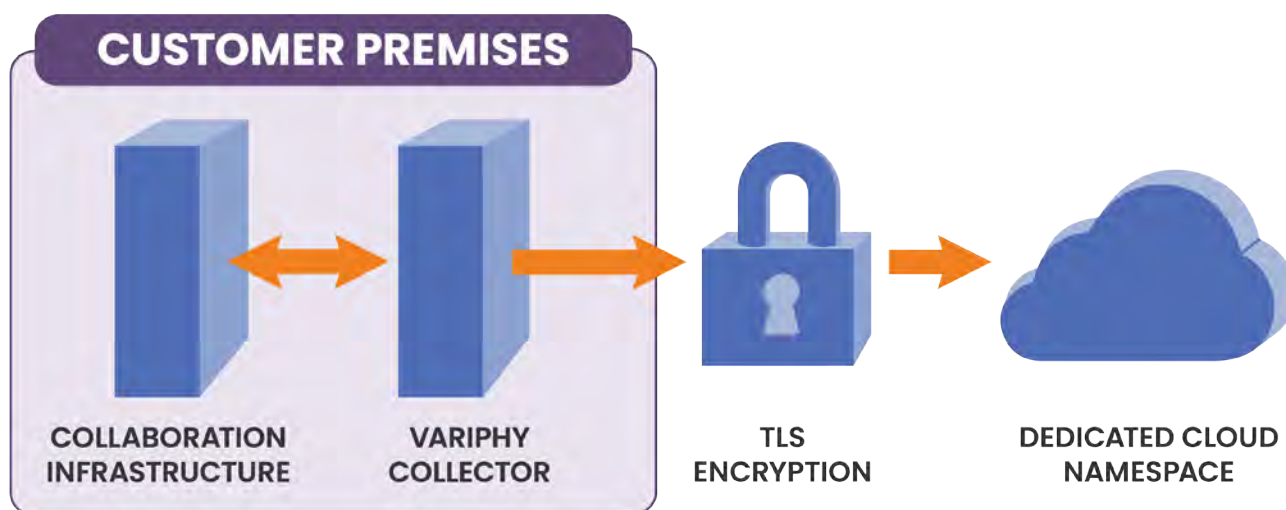 CUSTOMER PREMISES
COLLABORATION
INFRASTRUCTURE
VARIPHY
COLLECTOR
TLS
ENCRYPTION
DEDICATED CLOUD
NAMESPACE